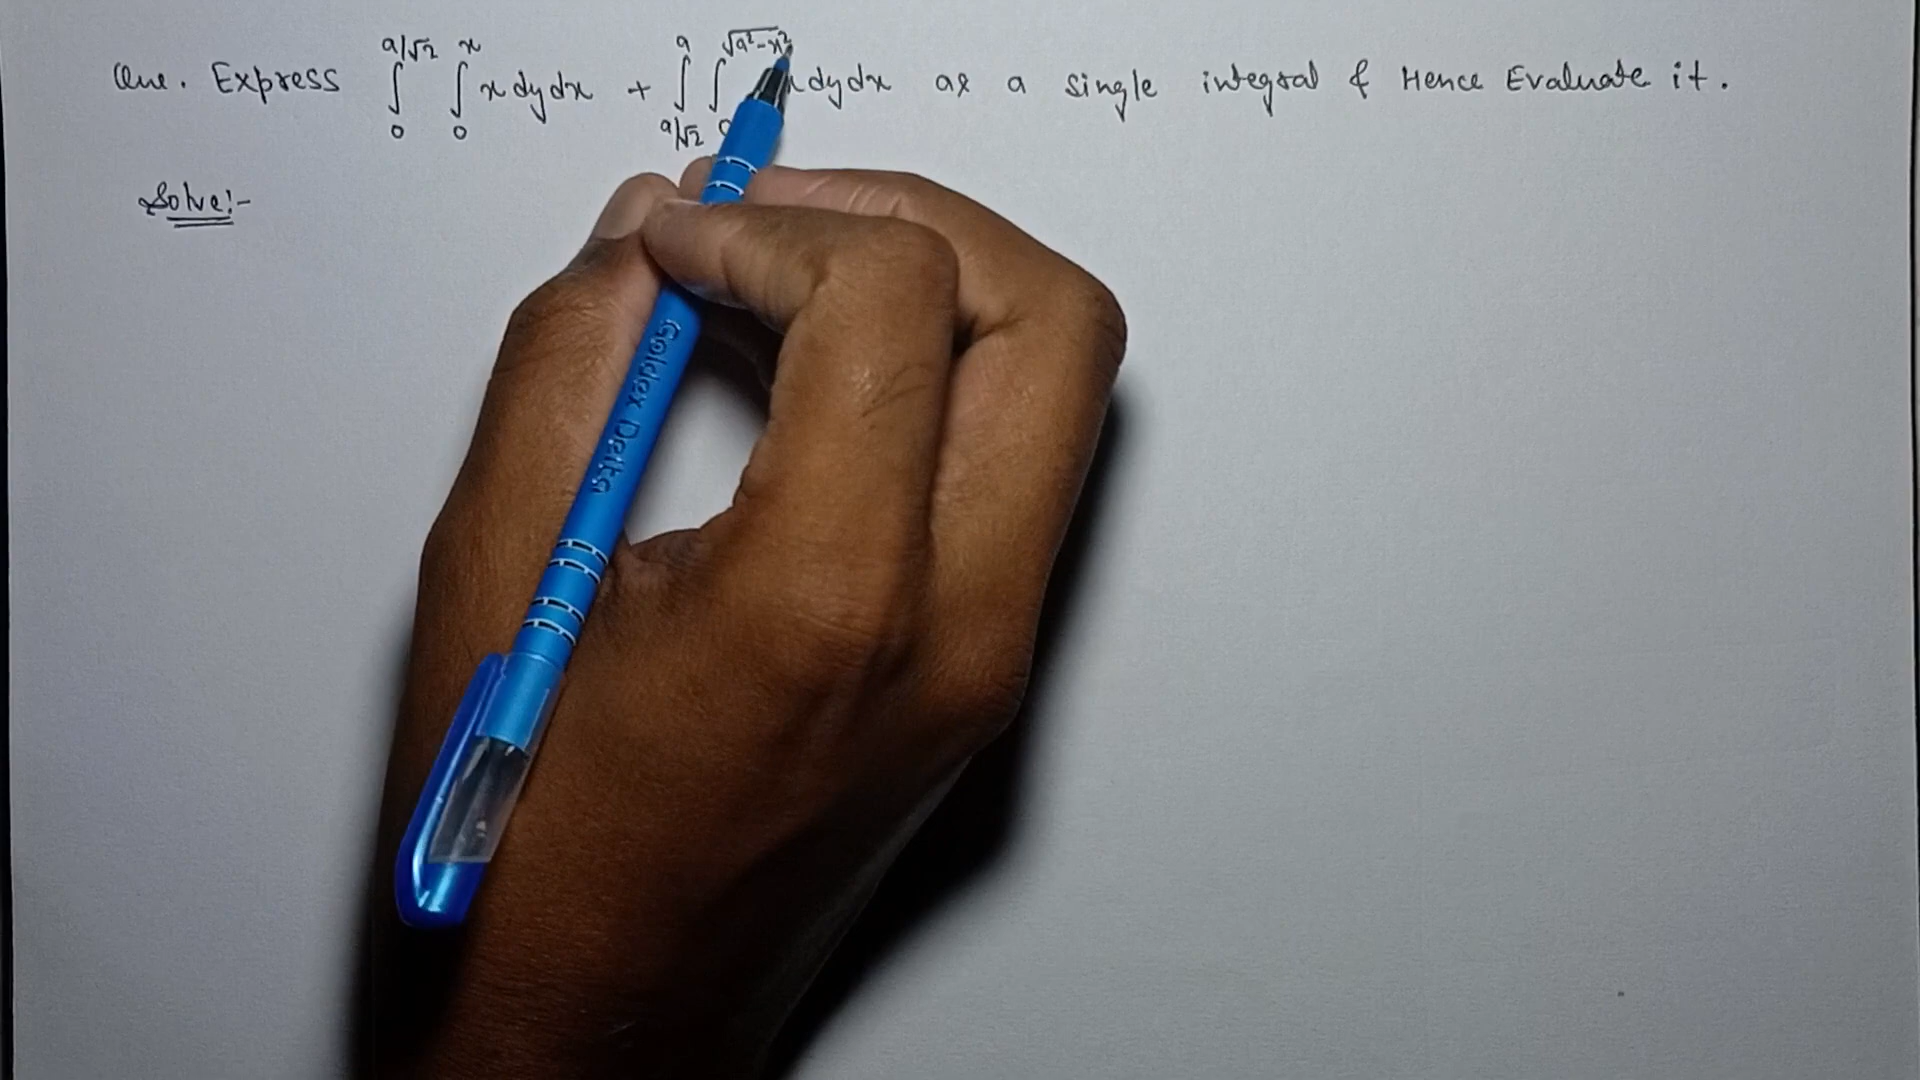 Que. Express ∫₀^{a/√2} ∫₀^{x} x dy dx + ∫_{a/√2}^{a} ∫₀^{√a²-x²} x dy dx as a single integral & Hence Evaluate it.
Solve:-
Goldex Delta